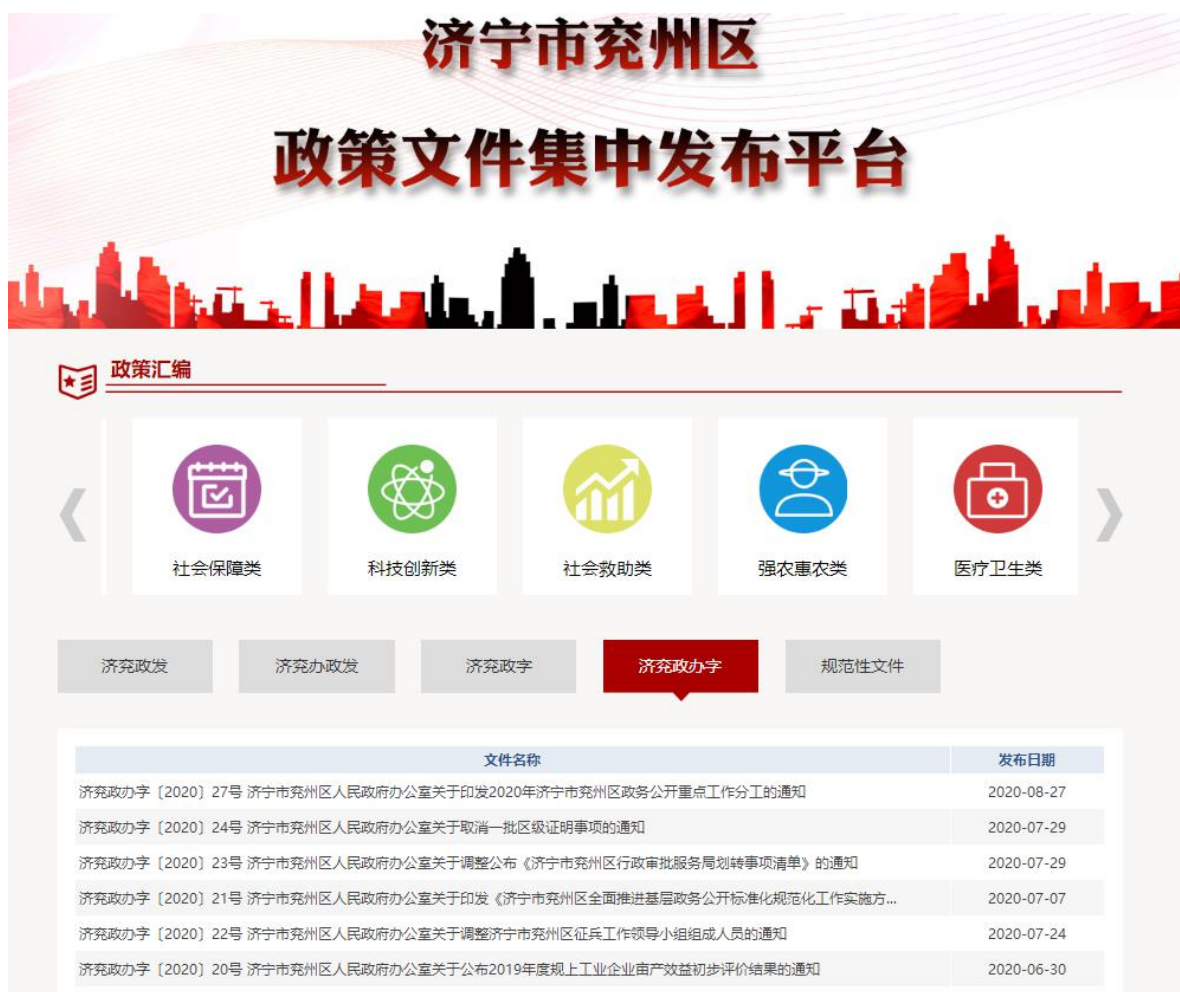 济宁市兖州区
政策文件集中发布平台
政策汇编
社会保障类 科技创新类 社会救助类 强农惠农类 医疗卫生类
济兖政发 济兖办政发 济兖政字 济兖政办字 规范性文件
文件名称 发布日期
济兖政办字〔2020〕27号 济宁市兖州区人民政府办公室关于印发2020年济宁市兖州区政务公开重点工作分工的通知 2020-08-27
济兖政办字〔2020〕24号 济宁市兖州区人民政府办公室关于取消一批区级证明事项的通知 2020-07-29
济兖政办字〔2020〕23号 济宁市兖州区人民政府办公室关于调整公布《济宁市兖州区行政审批服务局划转事项清单》的通知 2020-07-29
济兖政办字〔2020〕21号 济宁市兖州区人民政府办公室关于印发《济宁市兖州区全面推进基层政务公开标准化规范化工作实施方... 2020-07-07
济兖政办字〔2020〕22号 济宁市兖州区人民政府办公室关于调整济宁市兖州区征兵工作领导小组组成人员的通知 2020-07-24
济兖政办字〔2020〕20号 济宁市兖州区人民政府办公室关于公布2019年度规上工业企业亩产效益初步评价结果的通知 2020-06-30